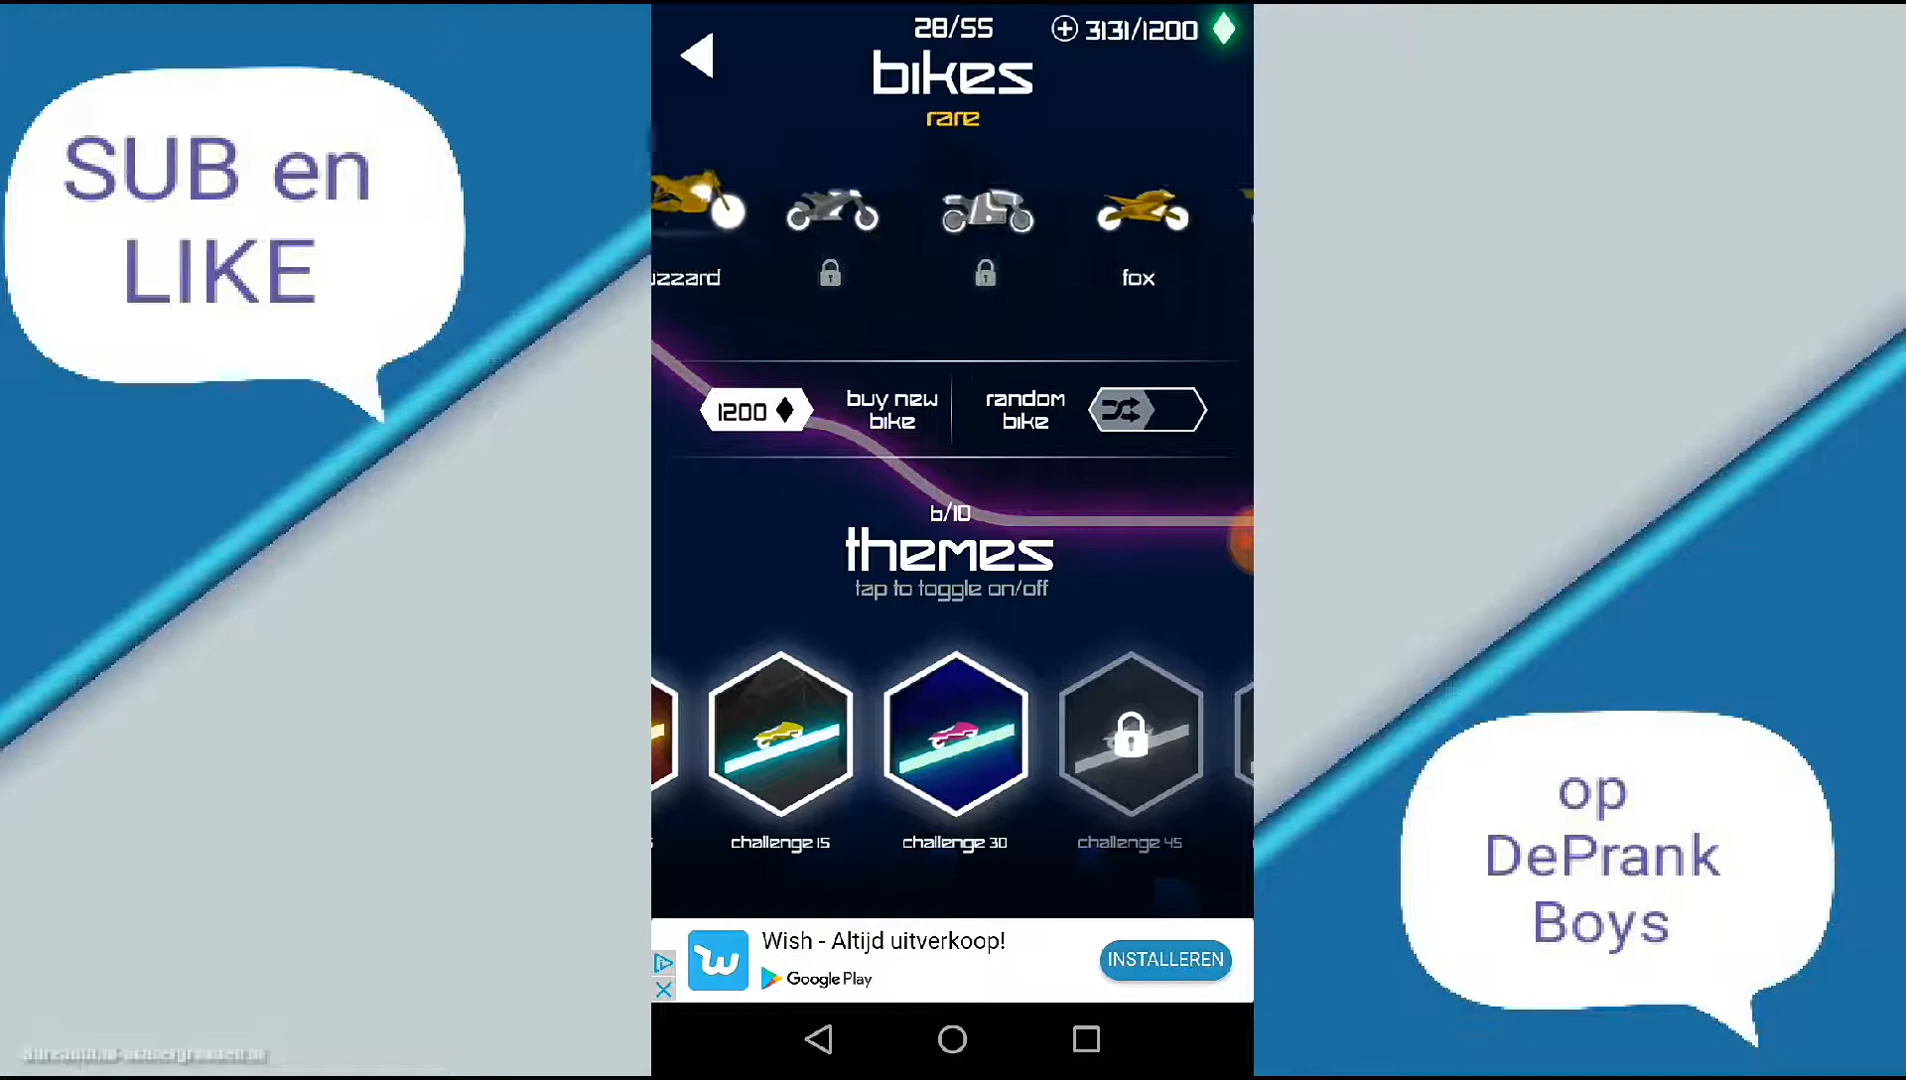 SUB en
LIKE
28/55
3131/1200
bikes
rare
uzzard
fox
1200
buy new
bike
random
bike
6/10
themes
tap to toggle on/off
challenge 15
challenge 30
challenge 45
Wish - Altijd uitverkoop!
Google Play
INSTALLEREN
op
DePrank
Boys